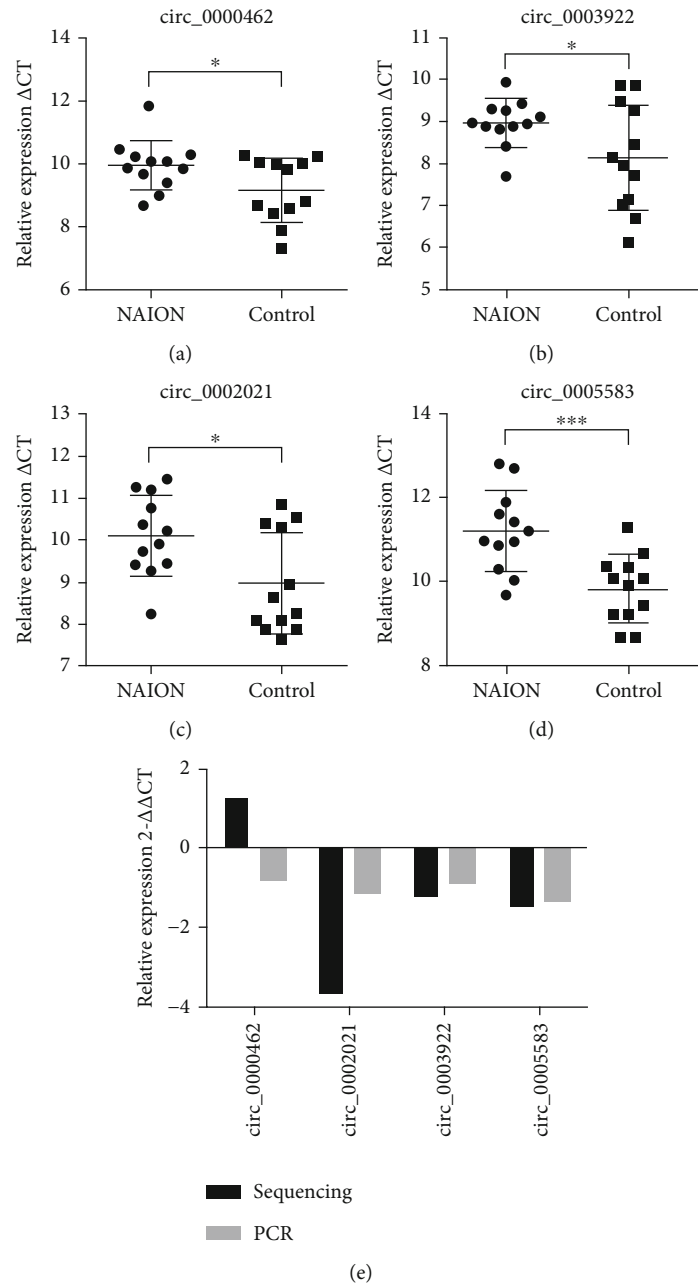 circ_0000462
Relative expression ΔCT
14
12
10
8
6
*
NAION
Control
(a)
circ_0003922
Relative expression ΔCT
11
10
9
8
7
6
5
*
NAION
Control
(b)
circ_0002021
Relative expression ΔCT
13
12
11
10
9
8
7
*
NAION
Control
(c)
circ_0005583
Relative expression ΔCT
14
12
10
8
***
NAION
Control
(d)
Relative expression 2-ΔΔCT
2
0
−2
−4
circ_0000462
circ_0002021
circ_0003922
circ_0005583
Sequencing
PCR
(e)